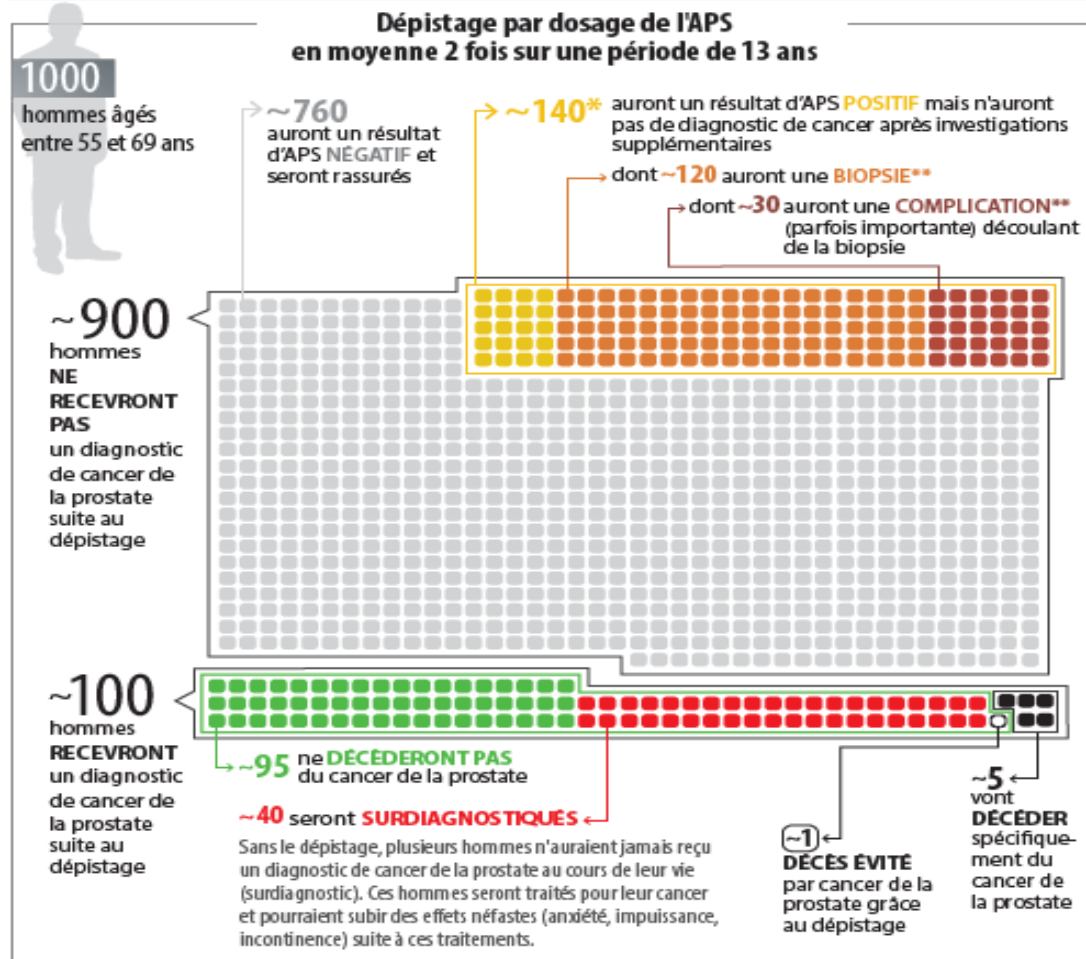 Dépistage par dosage de l'APS
en moyenne 2 fois sur une période de 13 ans
1000
hommes âgés
entre 55 et 69 ans
~760
auront un résultat
d'APS NÉGATIF et
seront rassurés
~140* auront un résultat d'APS POSITIF mais n'auront
pas de diagnostic de cancer après investigations
supplémentaires
dont ~120 auront une BIOPSIE**
dont ~30 auront une COMPLICATION**
(parfois importante) découlant
de la biopsie
~900
hommes
NE
RECEVRONT
PAS
un diagnostic
de cancer de
la prostate
suite au
dépistage
~100
hommes
RECEVRONT
un diagnostic
de cancer de
la prostate
suite au
dépistage
~95 ne DÉCÉDERONT PAS
du cancer de la prostate
~40 seront SURDIAGNOSTIQUÉS
Sans le dépistage, plusieurs hommes n'auraient jamais reçu
un diagnostic de cancer de la prostate au cours de leur vie
(surdiagnostic). Ces hommes seront traités pour leur cancer
et pourraient subir des effets néfastes (anxiété, impuissance,
incontinence) suite à ces traitements.
~1
DÉCÈS ÉVITÉ
par cancer de la
prostate grâce
au dépistage
~5
vont
DÉCÉDER
spécifique-
ment du
cancer de
la prostate